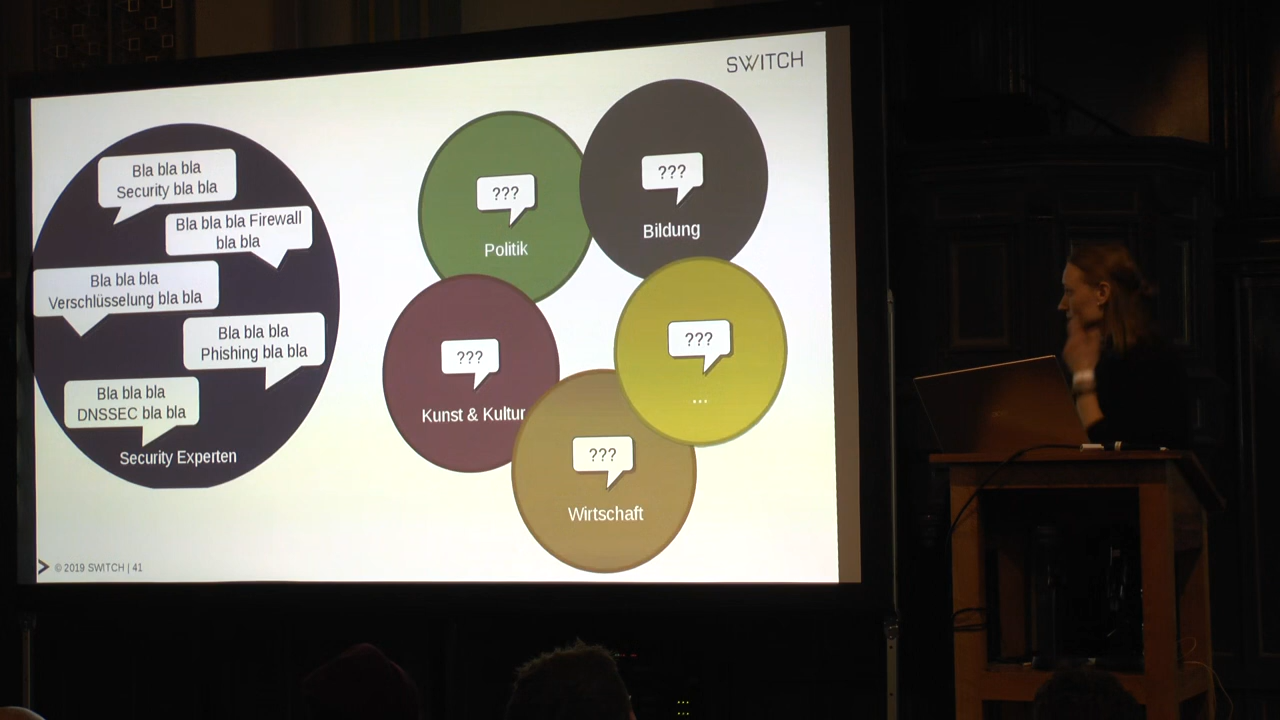 SWITCH
Bla bla bla
Security bla bla
Bla bla bla Firewall
bla bla
Bla bla bla
Verschlüsselung bla bla
Bla bla bla
Phishing bla bla
Bla bla bla
DNSSEC bla bla
Security Experten
???
Politik
???
Bildung
???
Kunst & Kultur
???
...
???
Wirtschaft
© 2019 SWITCH | 41